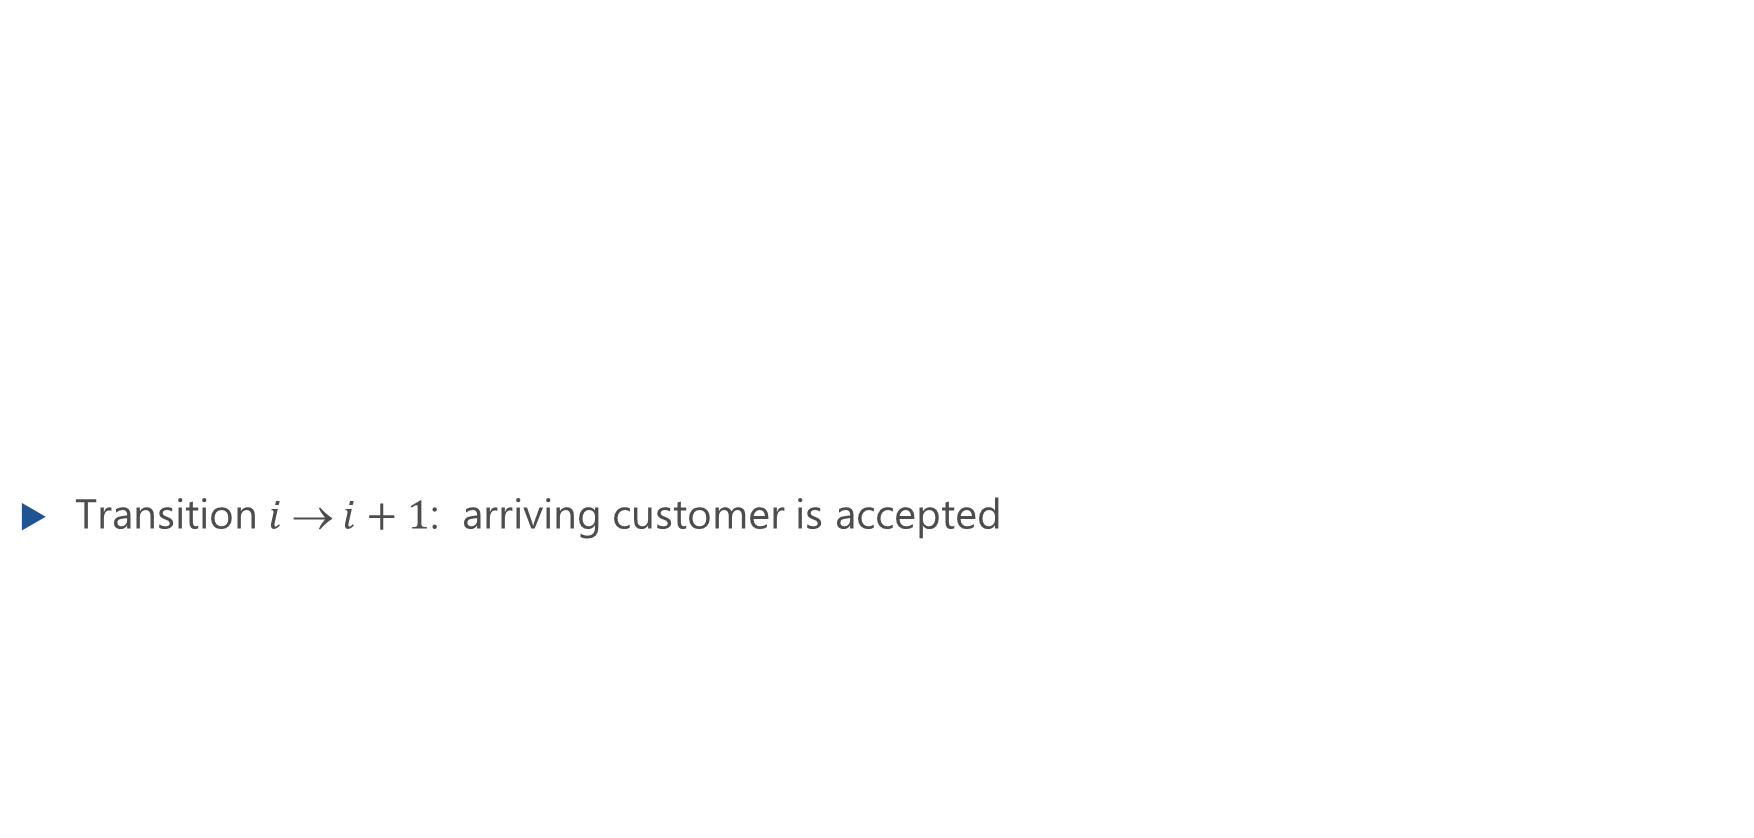 ▶ Transition 𝑖 → 𝑖 + 1: arriving customer is accepted